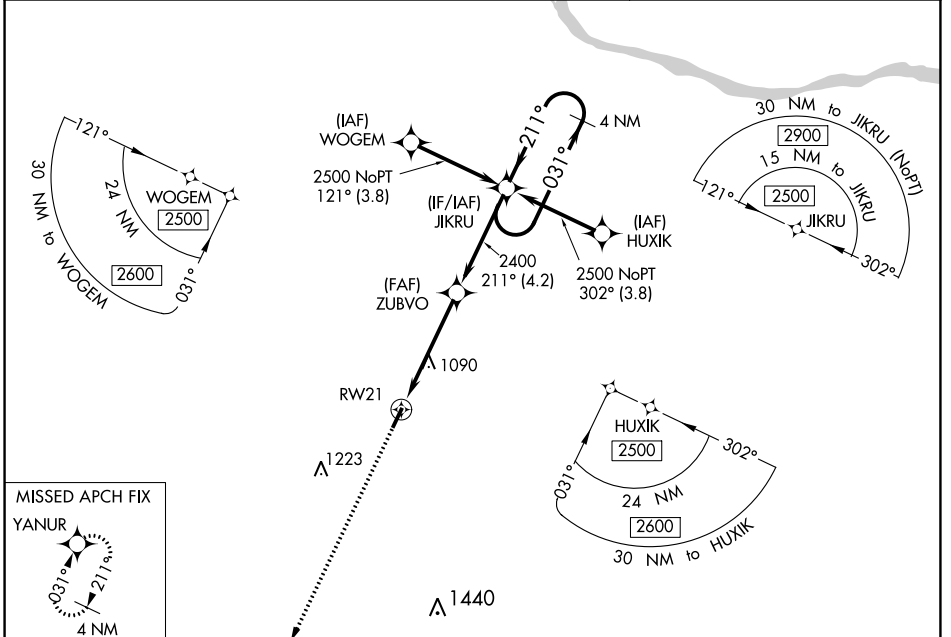 (IAF)
WOGEM
2500 NoPT
121° (3.8)
211°
031°
4 NM
(IF/IAF)
JIKRU
(IAF)
HUXIK
2500 NoPT
302° (3.8)
2400
211° (4.2)
(FAF)
ZUBVO
1090
RW21
1223
1440
121°
WOGEM
2500
24 NM
2600
30 NM to WOGEM
031°
30 NM to JIKRU (NoPT)
2900
15 NM to JIKRU
2500
121°
JIKRU
302°
HUXIK
2500
302°
031°
24 NM
2600
30 NM to HUXIK
MISSED APCH FIX
YANUR
031°
211°
4 NM